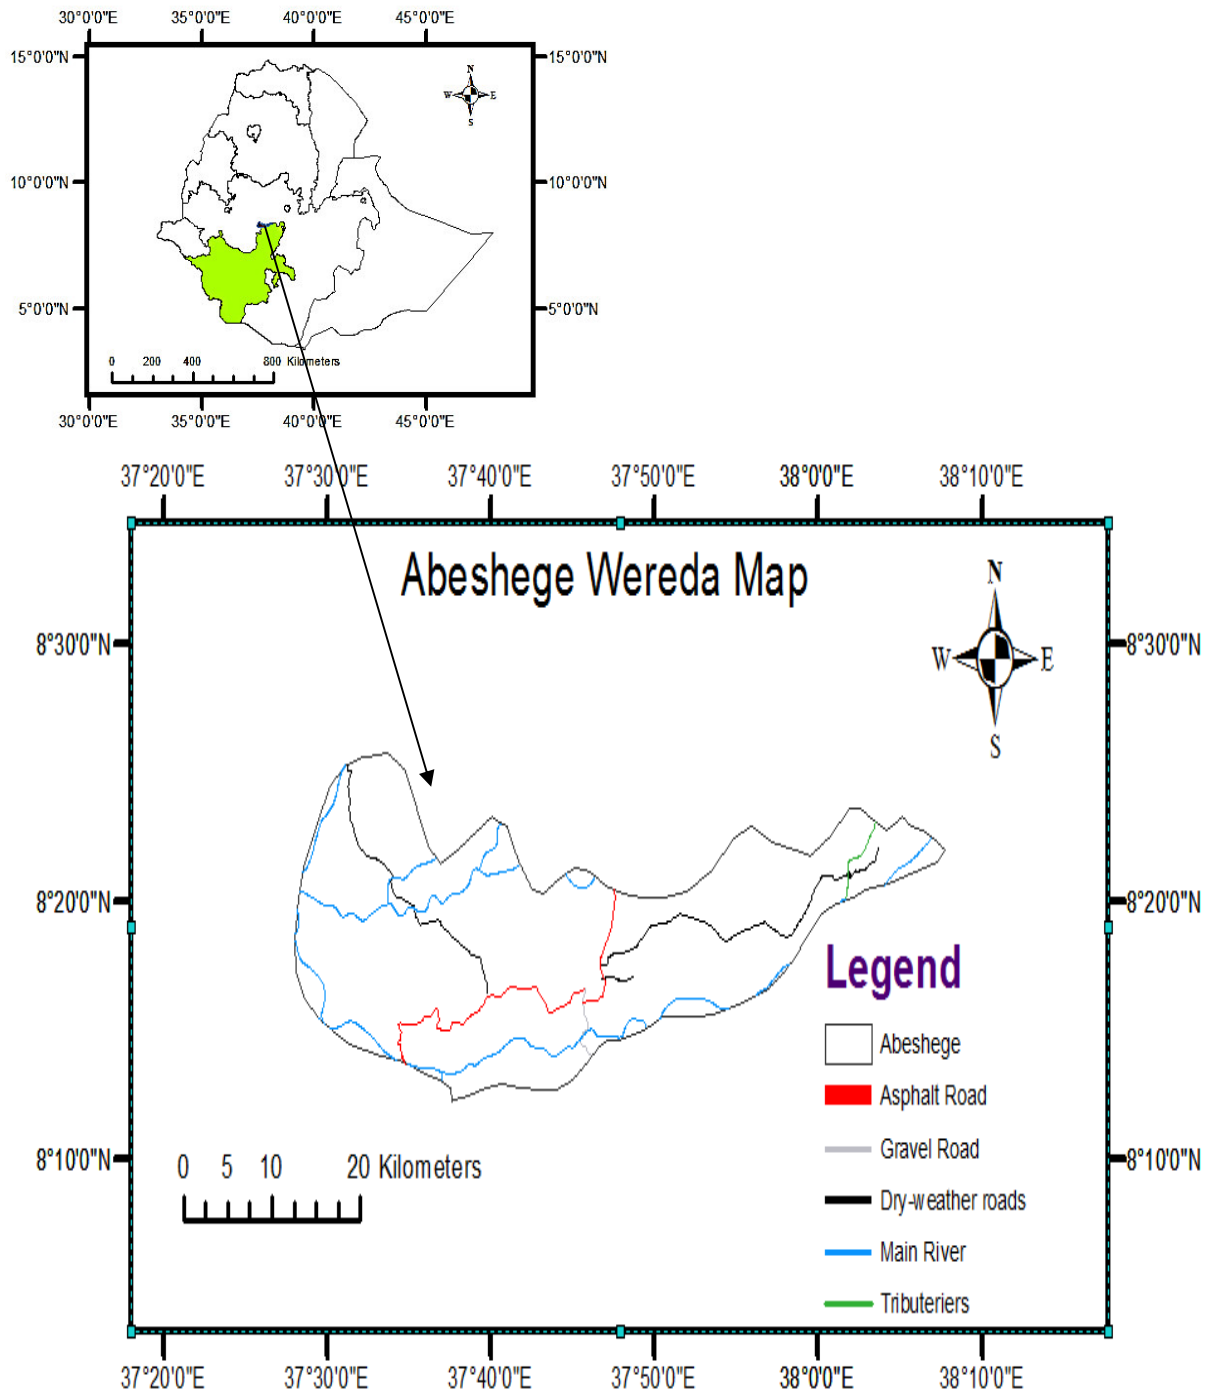 30°0'0"E 35°0'0"E 40°0'0"E 45°0'0"E
15°0'0"N 15°0'0"N
N
W E
S
10°0'0"N 10°0'0"N
5°0'0"N 5°0'0"N
0 200 400 800 Kilometers
30°0'0"E 35°0'0"E 40°0'0"E 45°0'0"E
37°20'0"E 37°30'0"E 37°40'0"E 37°50'0"E 38°0'0"E 38°10'0"E
Abeshege Wereda Map
N
8°30'0"N 8°30'0"N
W E
S
8°20'0"N 8°20'0"N
Legend
Abeshege
Asphalt Road
Gravel Road
8°10'0"N 8°10'0"N
0 5 10 20 Kilometers
Dry-weather roads
Main River
Tributeriers
37°20'0"E 37°30'0"E 37°40'0"E 37°50'0"E 38°0'0"E 38°10'0"E